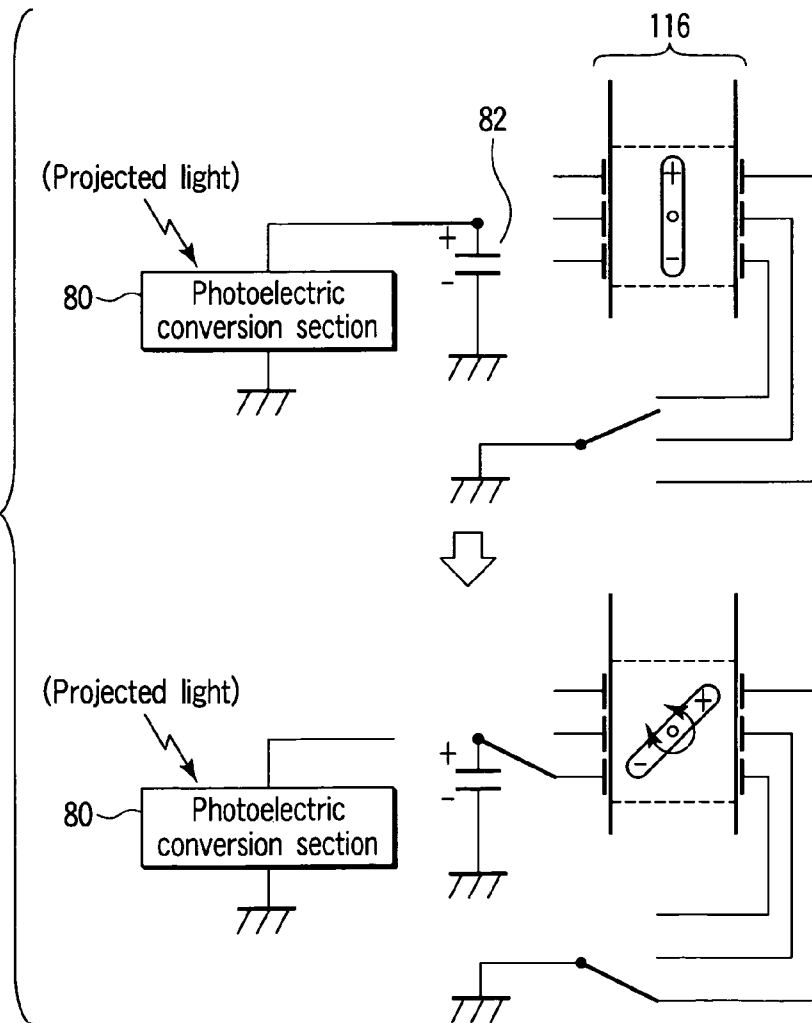 116
82
(Projected light)
+
+
-
-
80
Photoelectric
conversion section
(Projected light)
+
+
-
-
80
Photoelectric
conversion section